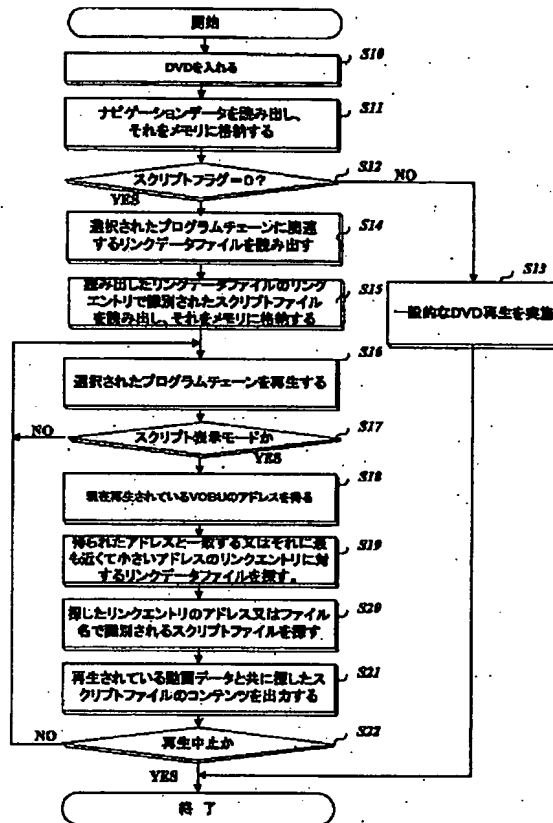 開始
DVDを入れる
S10
ナビゲーションデータを読み出し、
それをメモリに格納する
S11
スクリプトフラグ=0?
S12
NO
YES
選択されたプログラムチェーンに関連
するリンクデータファイルを読み出す
S14
読み出したリンクデータファイルのリンク
エントリで識別されたスクリプトファイル
を読み出し、それをメモリに格納する
S15
S13
一般的なDVD再生を実施
選択されたプログラムチェーンを再生する
S16
スクリプト表示モードか
S17
NO
YES
現在再生されているVOBUのアドレスを得る
S18
得られたアドレスと一致する又はそれに最
も近くて小さいアドレスのリンクエントリに対
するリンクデータファイルを探す。
S19
探したリンクエントリのアドレス又はファイル
名で識別されるスクリプトファイルを探す
S20
再生されている動画データと共に探したス
クリプトファイルのコンテンツを出力する
S21
再生中止か
S22
NO
YES
終了